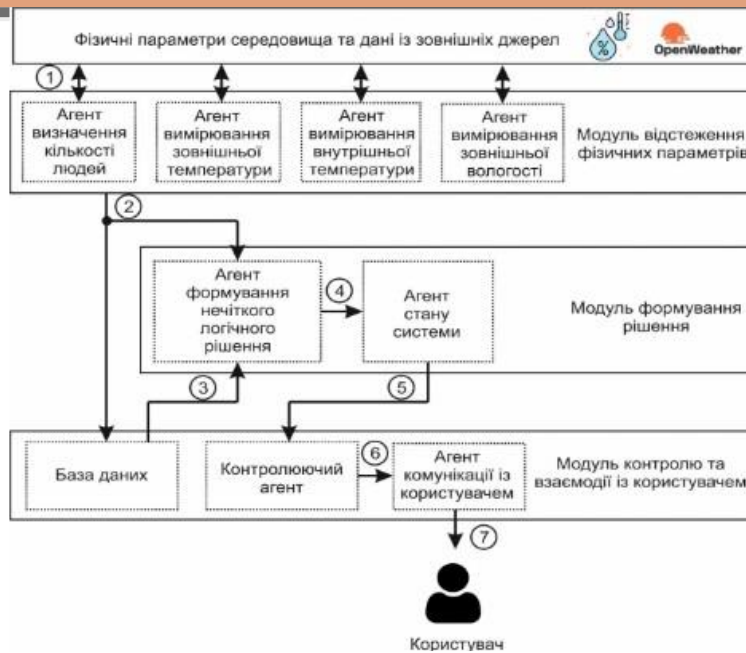 Фізичні параметри середовища та дані із зовнішніх джерел
%
OpenWeather
1
Агент
визначення
кількості
людей
Агент
вимірювання
зовнішньої
температури
Агент
вимірювання
внутрішньої
температури
Агент
вимірювання
зовнішньої
вологості
Модуль відстеження
фізичних параметрів
2
Агент
формування
нечіткого
логічного
рішення
4
Агент
стану
системи
Модуль формування
рішення
3
5
База даних
Контролюючий
агент
6
Агент
комунікації із
користувачем
Модуль контролю та
взаємодії із користувачем
7
Користувач